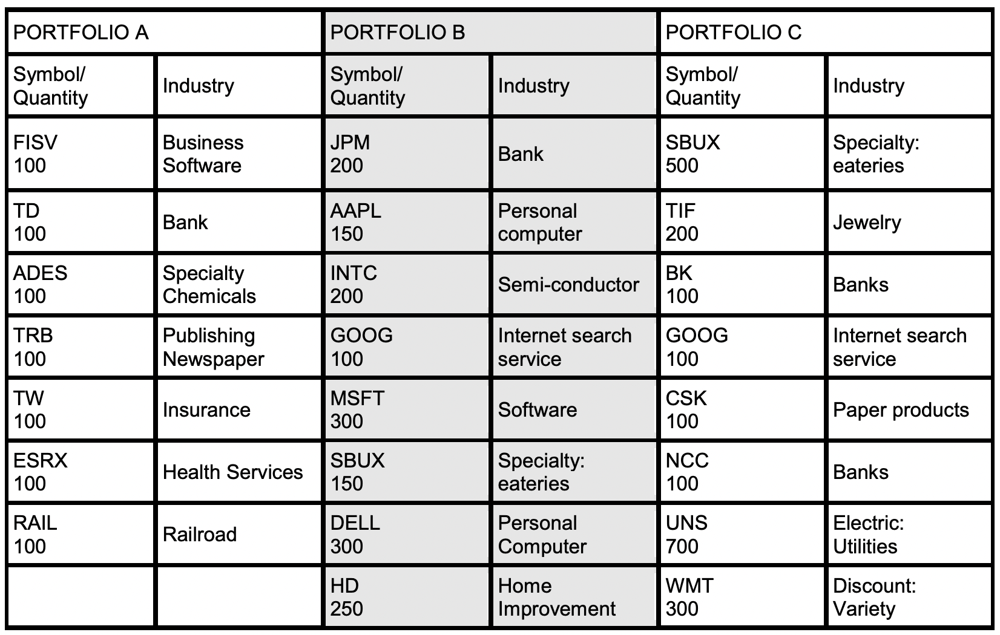 PORTFOLIO A
PORTFOLIO B
PORTFOLIO C
Symbol/
Quantity
Industry
Symbol/
Quantity
Industry
Symbol/
Quantity
Industry
FISV
100
Business
Software
JPM
200
Bank
SBUX
500
Specialty:
eateries
TD
100
Bank
AAPL
150
Personal
computer
TIF
200
Jewelry
ADES
100
Specialty
Chemicals
INTC
200
Semi-conductor
BK
100
Banks
TRB
100
Publishing
Newspaper
GOOG
100
Internet search
service
GOOG
100
Internet search
service
TW
100
Insurance
MSFT
300
Software
CSK
100
Paper products
ESRX
100
Health Services
SBUX
150
Specialty:
eateries
NCC
100
Banks
RAIL
100
Railroad
DELL
300
Personal
Computer
UNS
700
Electric:
Utilities
HD
250
Home
Improvement
WMT
300
Discount:
Variety